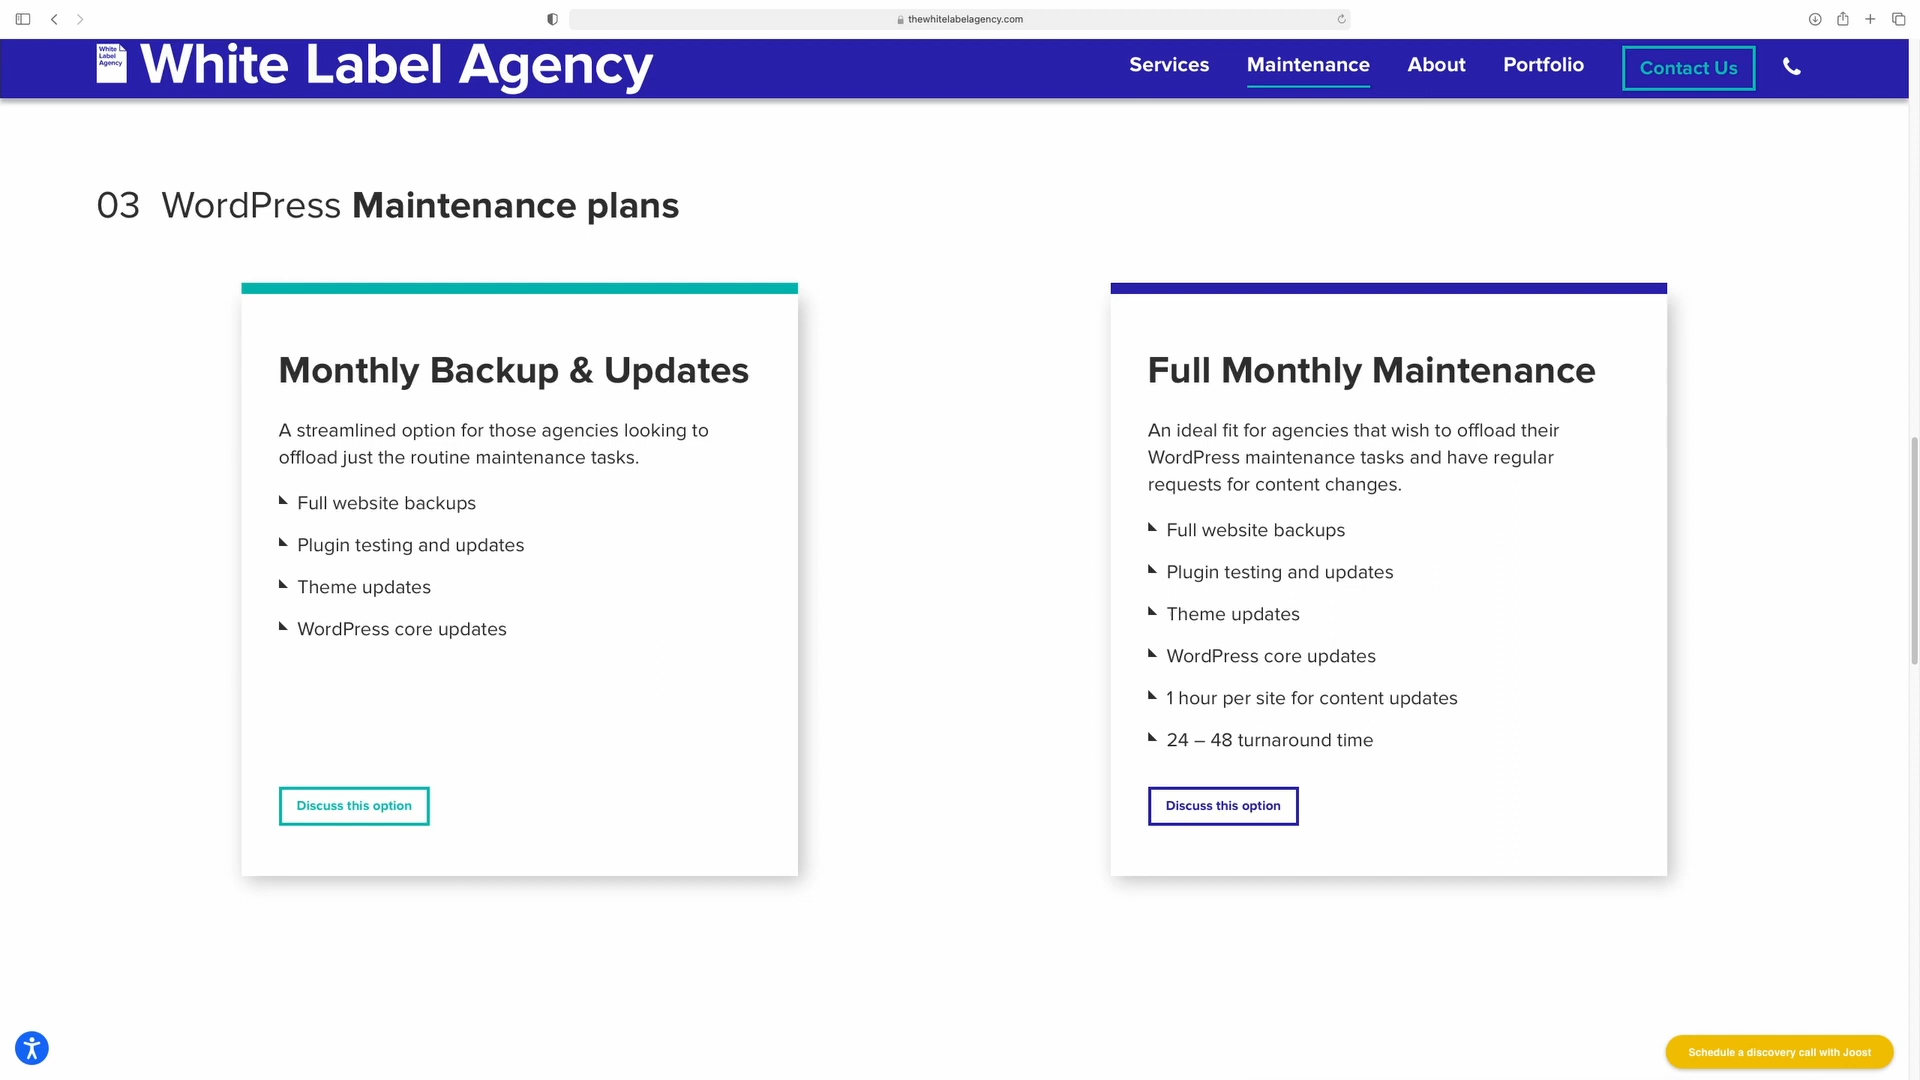 thewhitelabelagency.com
White
Label
Agency
White Label Agency
Services
Maintenance
About
Portfolio
Contact Us
03 WordPress Maintenance plans
Monthly Backup & Updates
A streamlined option for those agencies looking to
offload just the routine maintenance tasks.
Full website backups
Plugin testing and updates
Theme updates
WordPress core updates
Discuss this option
Full Monthly Maintenance
An ideal fit for agencies that wish to offload their
WordPress maintenance tasks and have regular
requests for content changes.
Full website backups
Plugin testing and updates
Theme updates
WordPress core updates
1 hour per site for content updates
24 – 48 turnaround time
Discuss this option
Schedule a discovery call with Joost